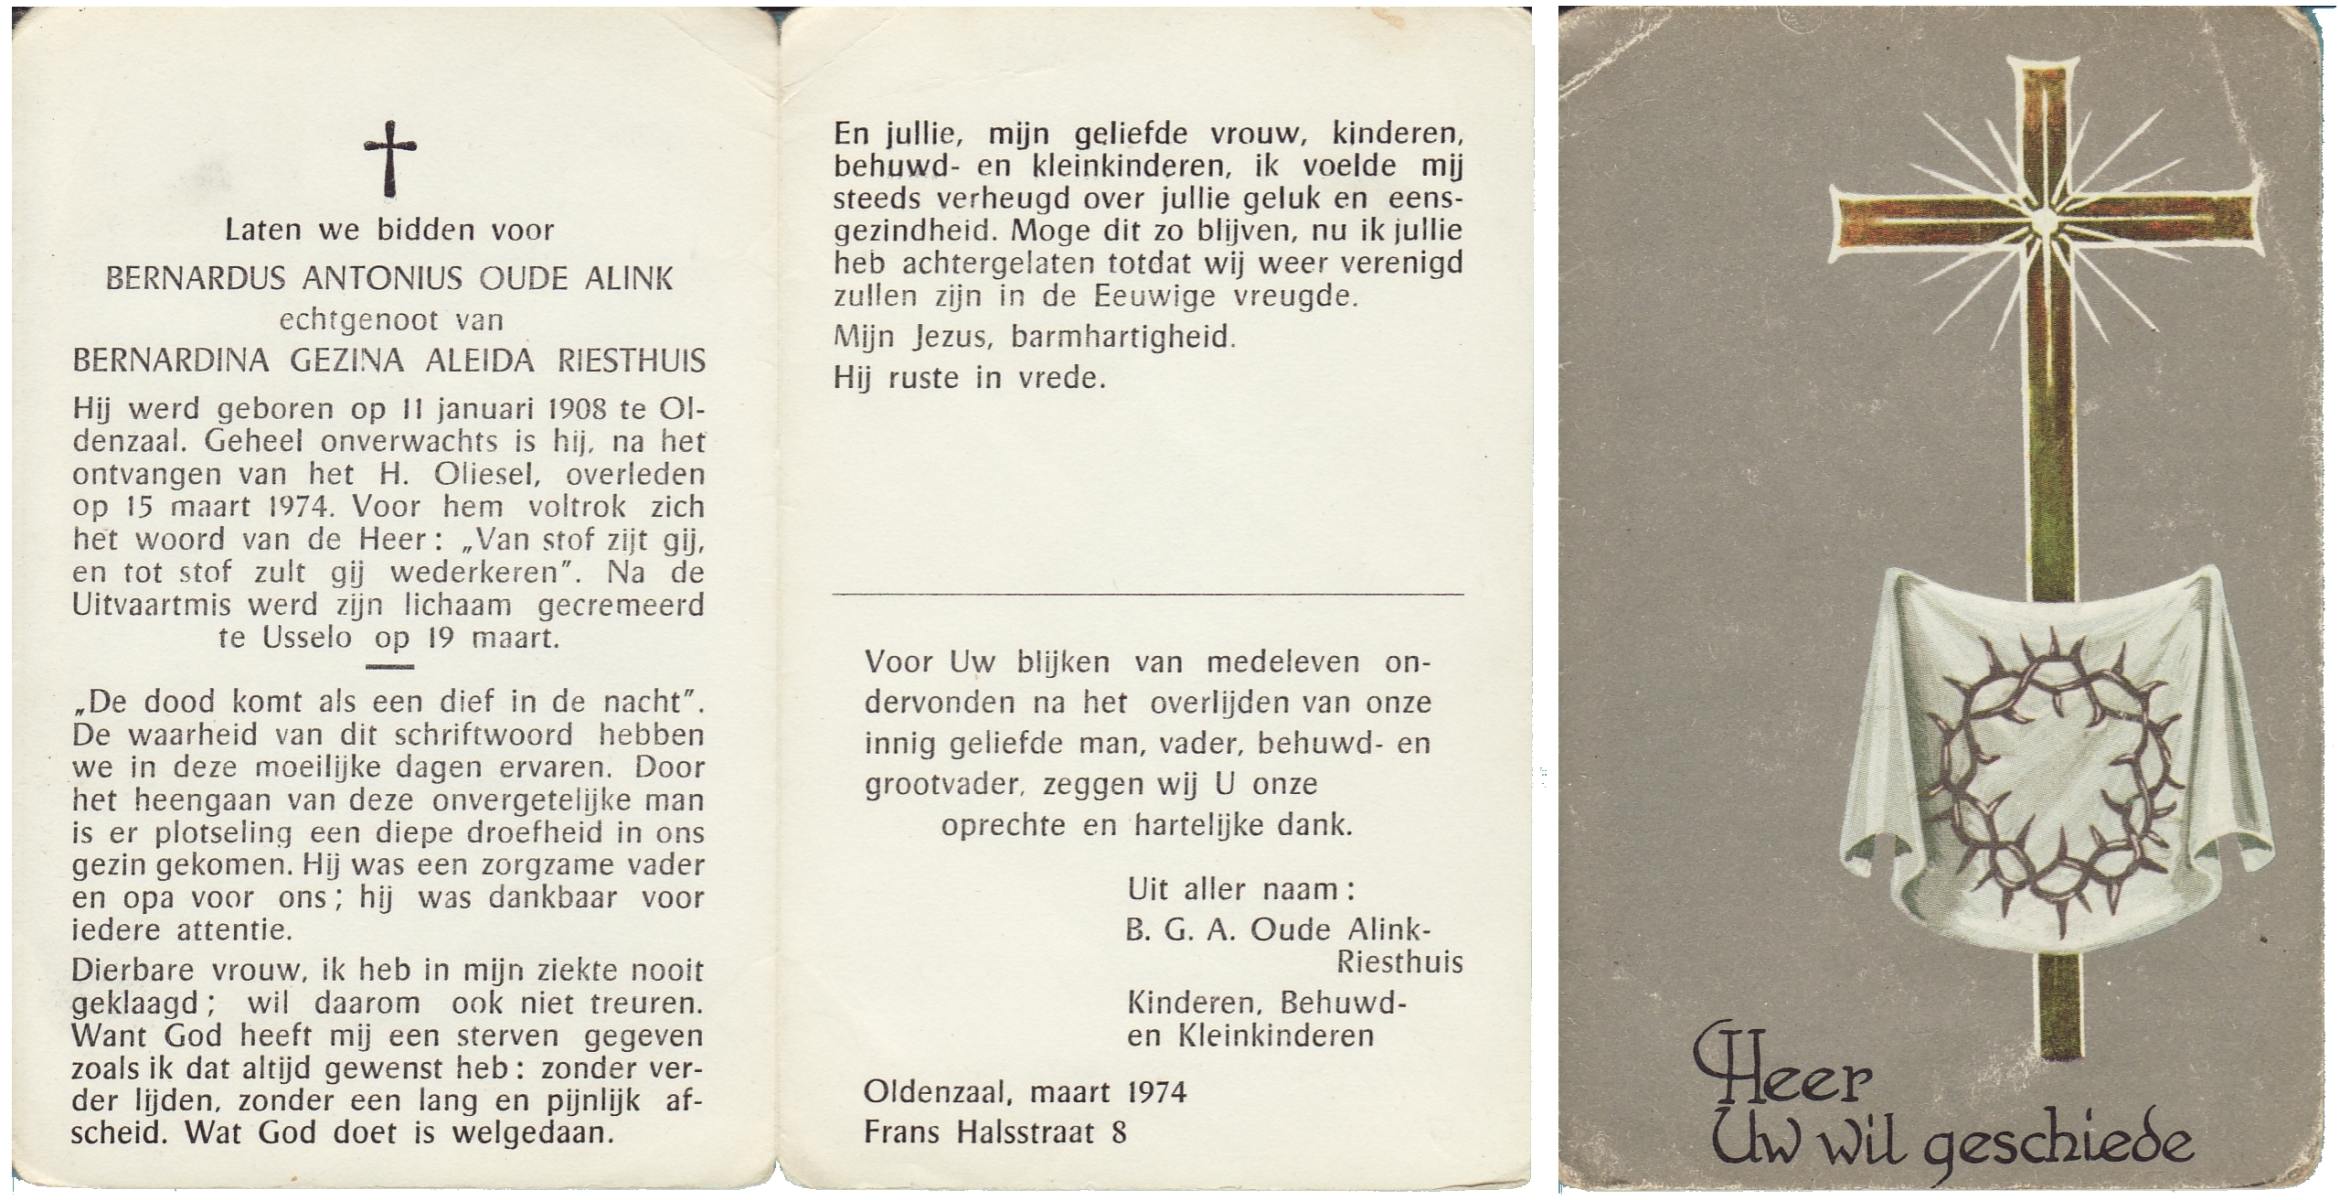 Laten we bidden voor
BERNARDUS ANTONIUS OUDE ALINK
echtgenoot van
BERNARDINA GEZINA ALEIDA RIESTHUIS
Hij werd geboren op 11 januari 1908 te Ol-
denzaal. Geheel onverwachts is hij, na het
ontvangen van het H. Oliesel, overleden
op 15 maart 1974. Voor hem voltrok zich
het woord van de Heer: „Van stof zijt gij,
en tot stof zult gij wederkeren”. Na de
Uitvaartmis werd zijn lichaam gecremeerd
te Usselo op 19 maart.
„De dood komt als een dief in de nacht”.
De waarheid van dit schriftwoord hebben
we in deze moeilijke dagen ervaren. Door
het heengaan van deze onvergetelijke man
is er plotseling een diepe droefheid in ons
gezin gekomen. Hij was een zorgzame vader
en opa voor ons; hij was dankbaar voor
iedere attentie.
Dierbare vrouw, ik heb in mijn ziekte nooit
geklaagd; wil daarom ook niet treuren.
Want God heeft mij een sterven gegeven
zoals ik dat altijd gewenst heb: zonder ver-
der lijden, zonder een lang en pijnlijk af-
scheid. Wat God doet is welgedaan.
En jullie, mijn geliefde vrouw, kinderen,
behuwd- en kleinkinderen, ik voelde mij
steeds verheugd over jullie geluk en eens-
gezindheid. Moge dit zo blijven, nu ik jullie
heb achtergelaten totdat wij weer verenigd
zullen zijn in de Eeuwige vreugde.
Mijn Jezus, barmhartigheid.
Hij ruste in vrede.
Voor Uw blijken van medeleven on-
dervonden na het overlijden van onze
innig geliefde man, vader, behuwd- en
grootvader, zeggen wij U onze
oprechte en hartelijke dank.
Uit aller naam:
B. G. A. Oude Alink-
Riesthuis
Kinderen, Behuwd-
en Kleinkinderen
Oldenzaal, maart 1974
Frans Halsstraat 8
Heer
Uw wil geschiede